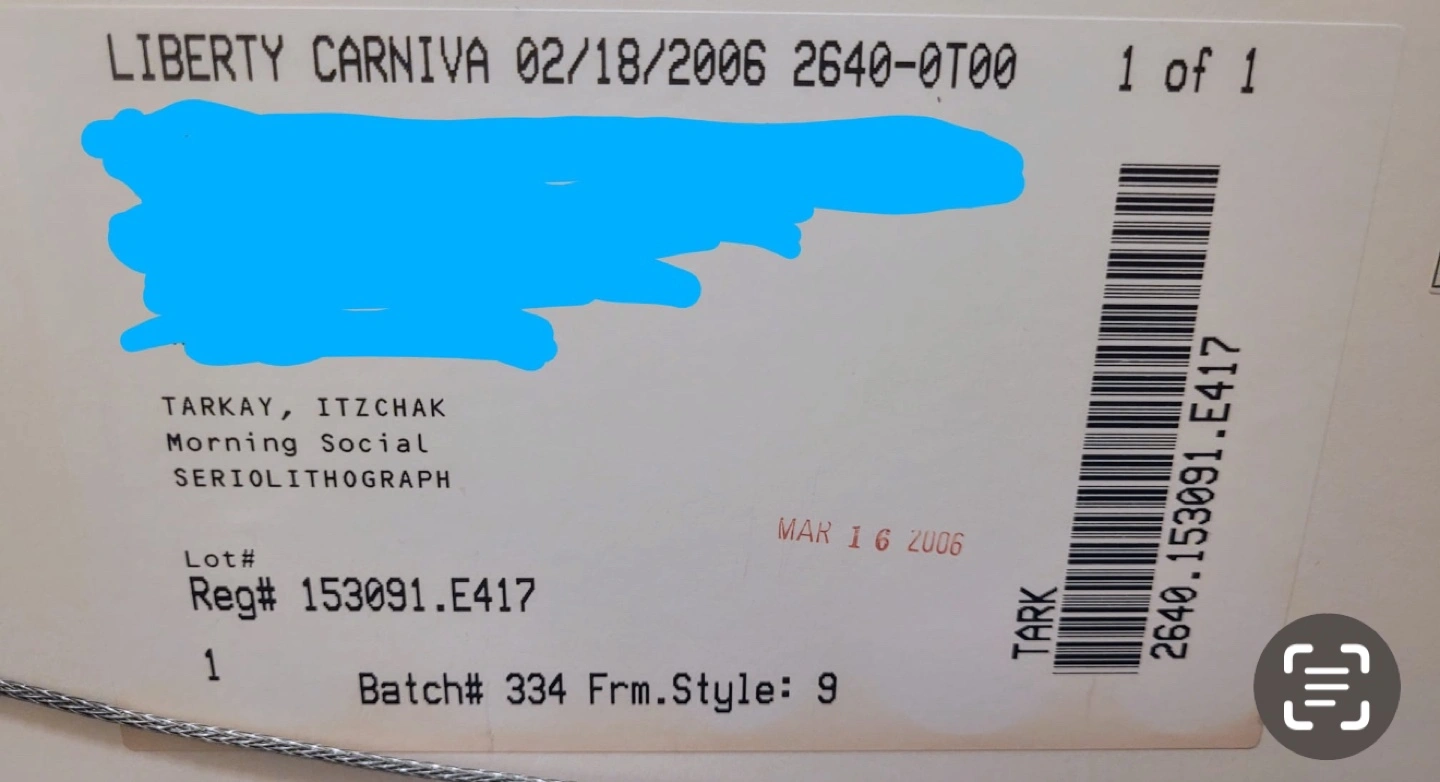 LIBERTY CARNIVA 02/18/2006 2640-0T00 1 of 1
TARKAY, ITZCHAK
Morning Social
SERIOLITHOGRAPH
MAR 16 2006
Lot#
Reg# 153091.E417
1
Batch# 334 Frm.Style: 9
TARK
2640.153091.E417